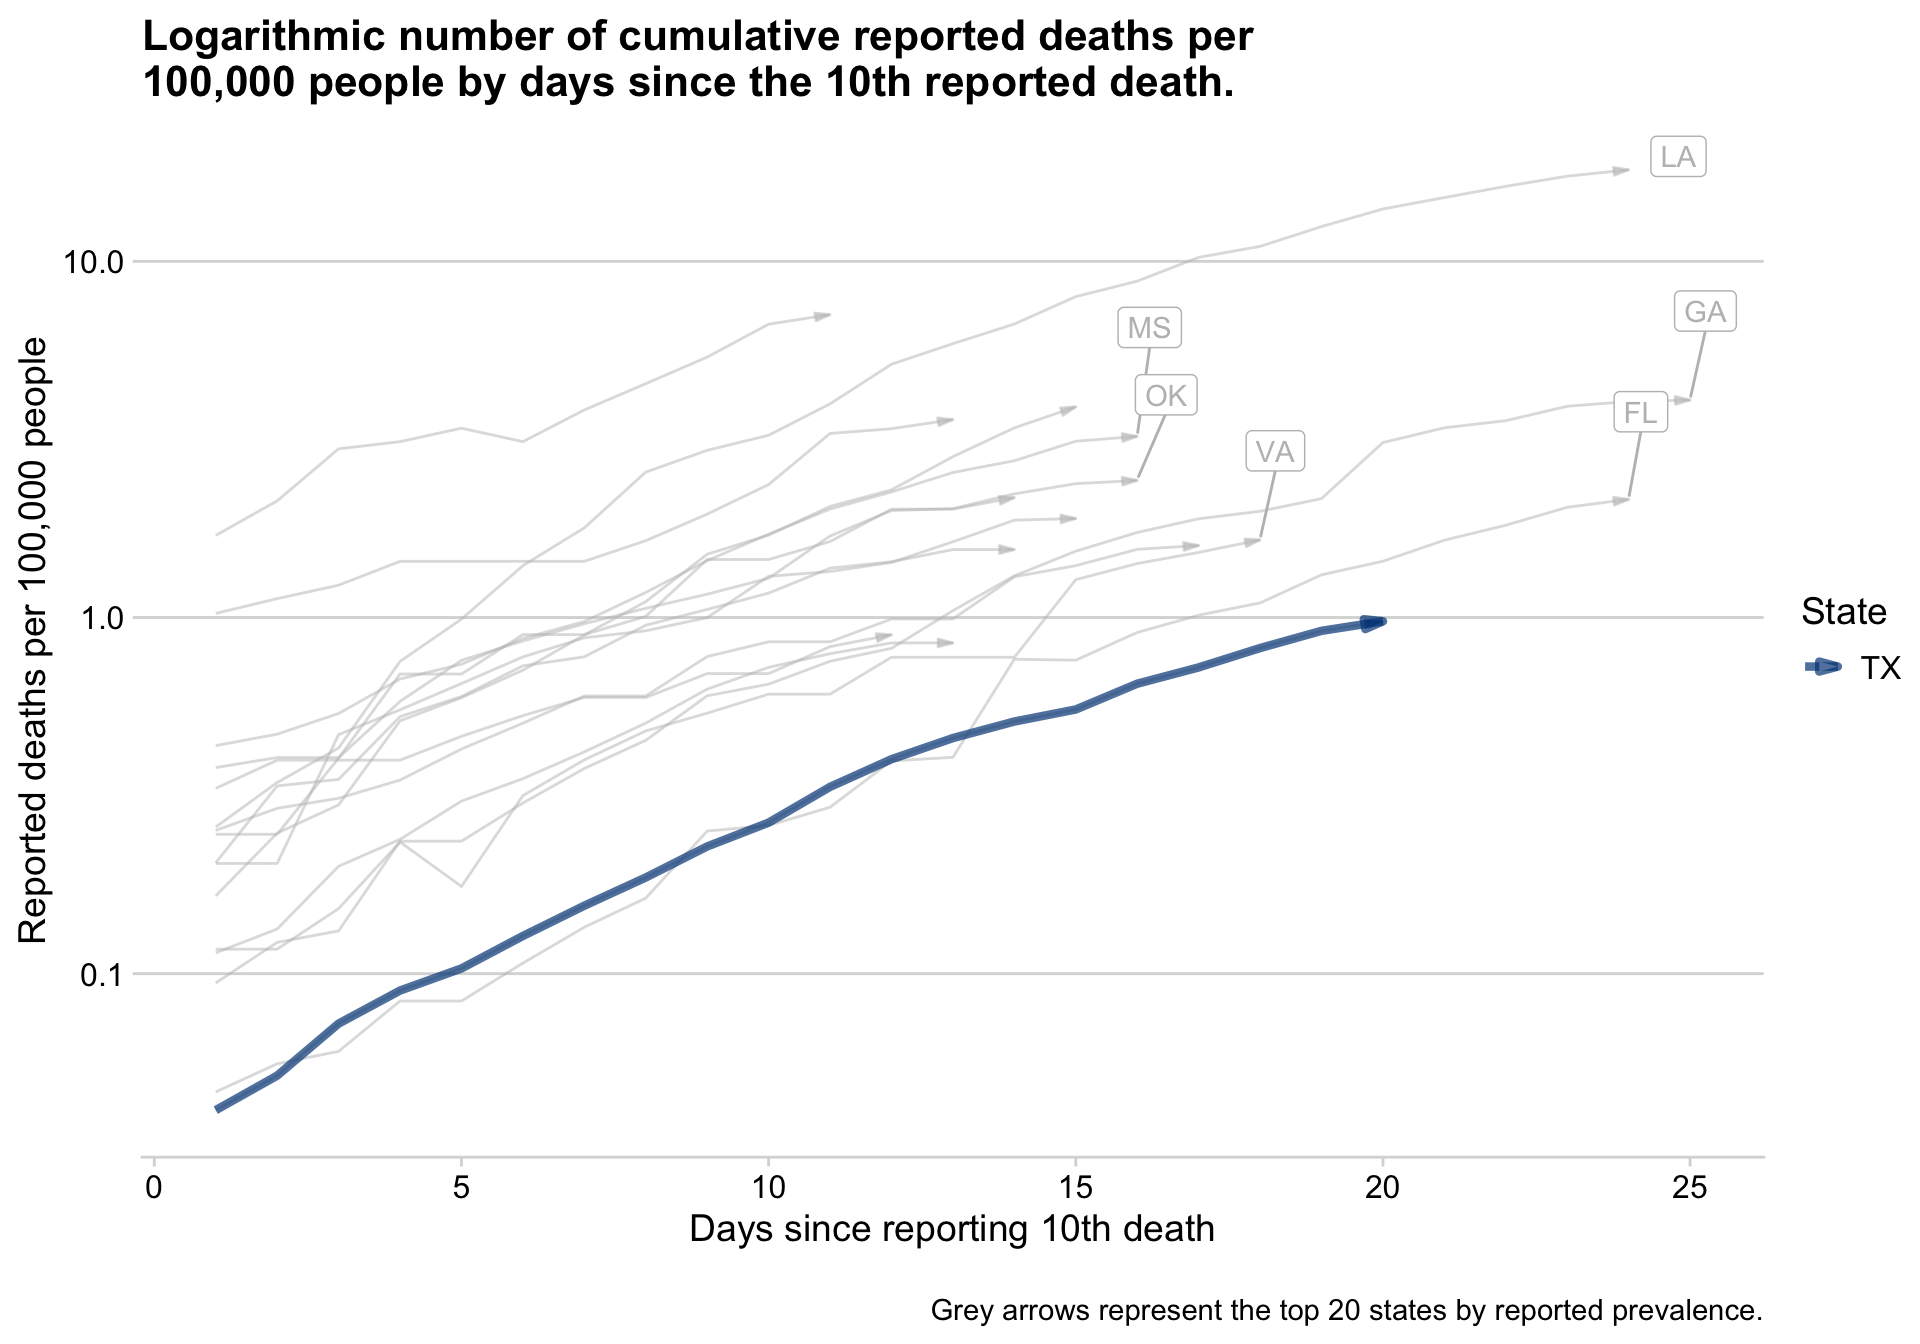 Logarithmic number of cumulative reported deaths per
100,000 people by days since the 10th reported death.
LA
10.0
GA
MS
OK
FL
VA
Reported deaths per 100,000 people
1.0
State
TX
0.1
0 5 10 15 20 25
Days since reporting 10th death
Grey arrows represent the top 20 states by reported prevalence.